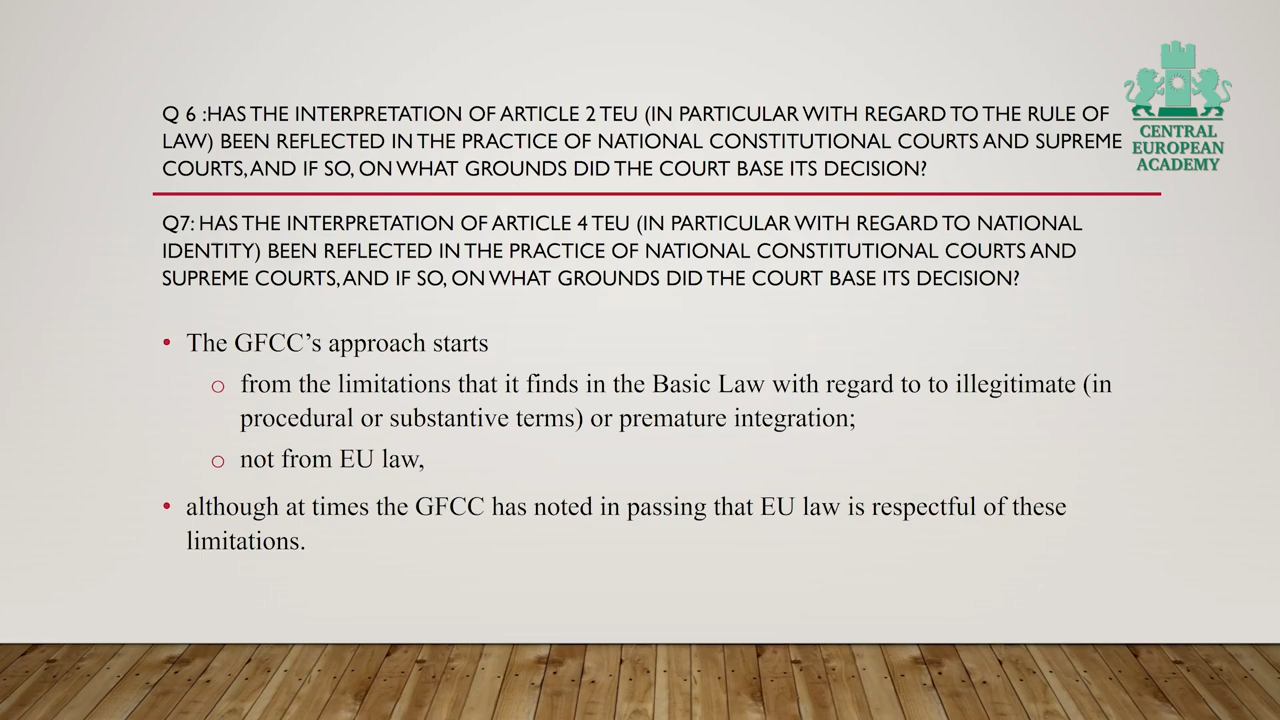 Q 6 :HAS THE INTERPRETATION OF ARTICLE 2 TEU (IN PARTICULAR WITH REGARD TO THE RULE OF
LAW) BEEN REFLECTED IN THE PRACTICE OF NATIONAL CONSTITUTIONAL COURTS AND SUPREME
COURTS, AND IF SO, ON WHAT GROUNDS DID THE COURT BASE ITS DECISION?
CENTRAL
EUROPEAN
ACADEMY
Q7: HAS THE INTERPRETATION OF ARTICLE 4 TEU (IN PARTICULAR WITH REGARD TO NATIONAL
IDENTITY) BEEN REFLECTED IN THE PRACTICE OF NATIONAL CONSTITUTIONAL COURTS AND
SUPREME COURTS, AND IF SO, ON WHAT GROUNDS DID THE COURT BASE ITS DECISION?
• The GFCC’s approach starts
o from the limitations that it finds in the Basic Law with regard to to illegitimate (in
procedural or substantive terms) or premature integration;
o not from EU law,
• although at times the GFCC has noted in passing that EU law is respectful of these
limitations.